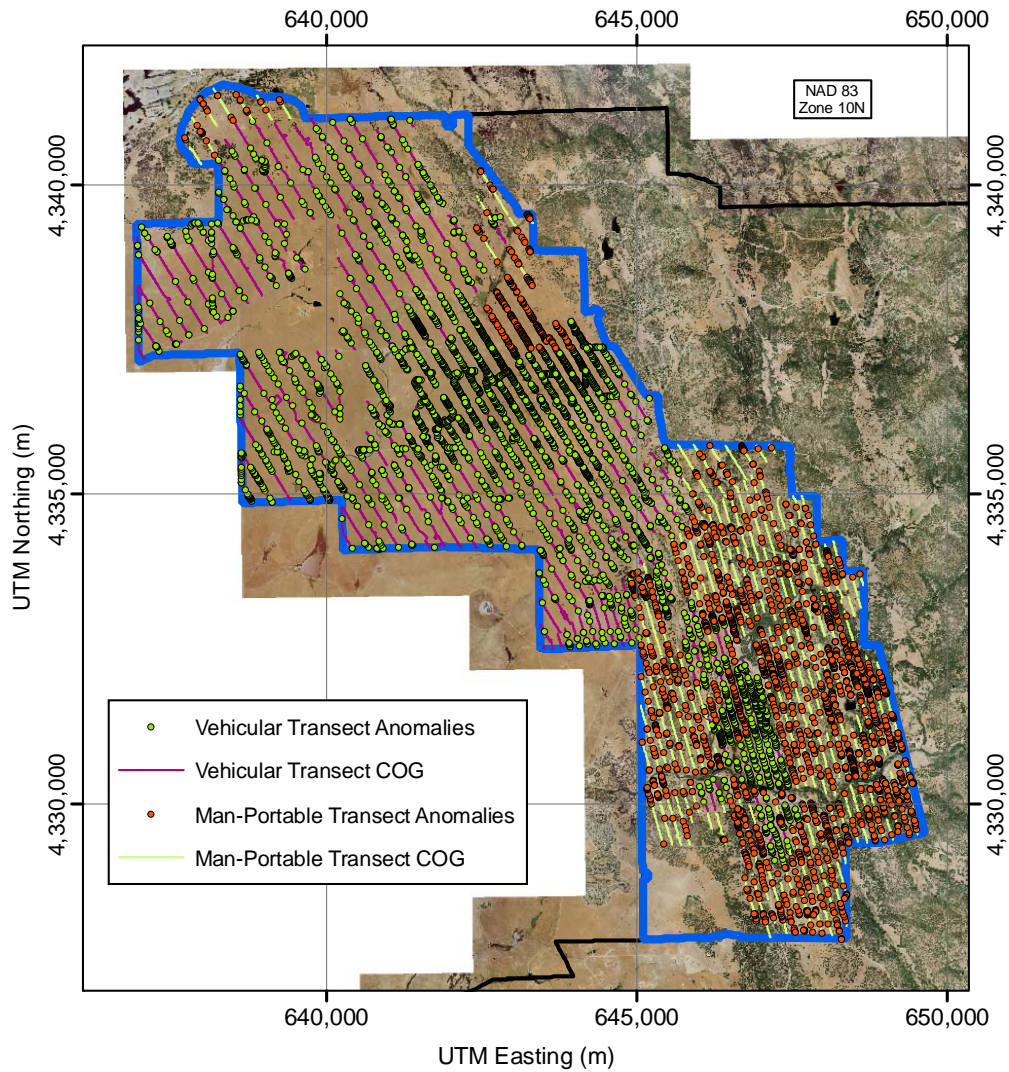 640,000
645,000
650,000
NAD 83
Zone 10N
4,340,000
4,340,000
4,335,000
4,335,000
4,330,000
4,330,000
UTM Northing (m)
Vehicular Transect Anomalies
Vehicular Transect COG
Man-Portable Transect Anomalies
Man-Portable Transect COG
640,000
645,000
650,000
UTM Easting (m)